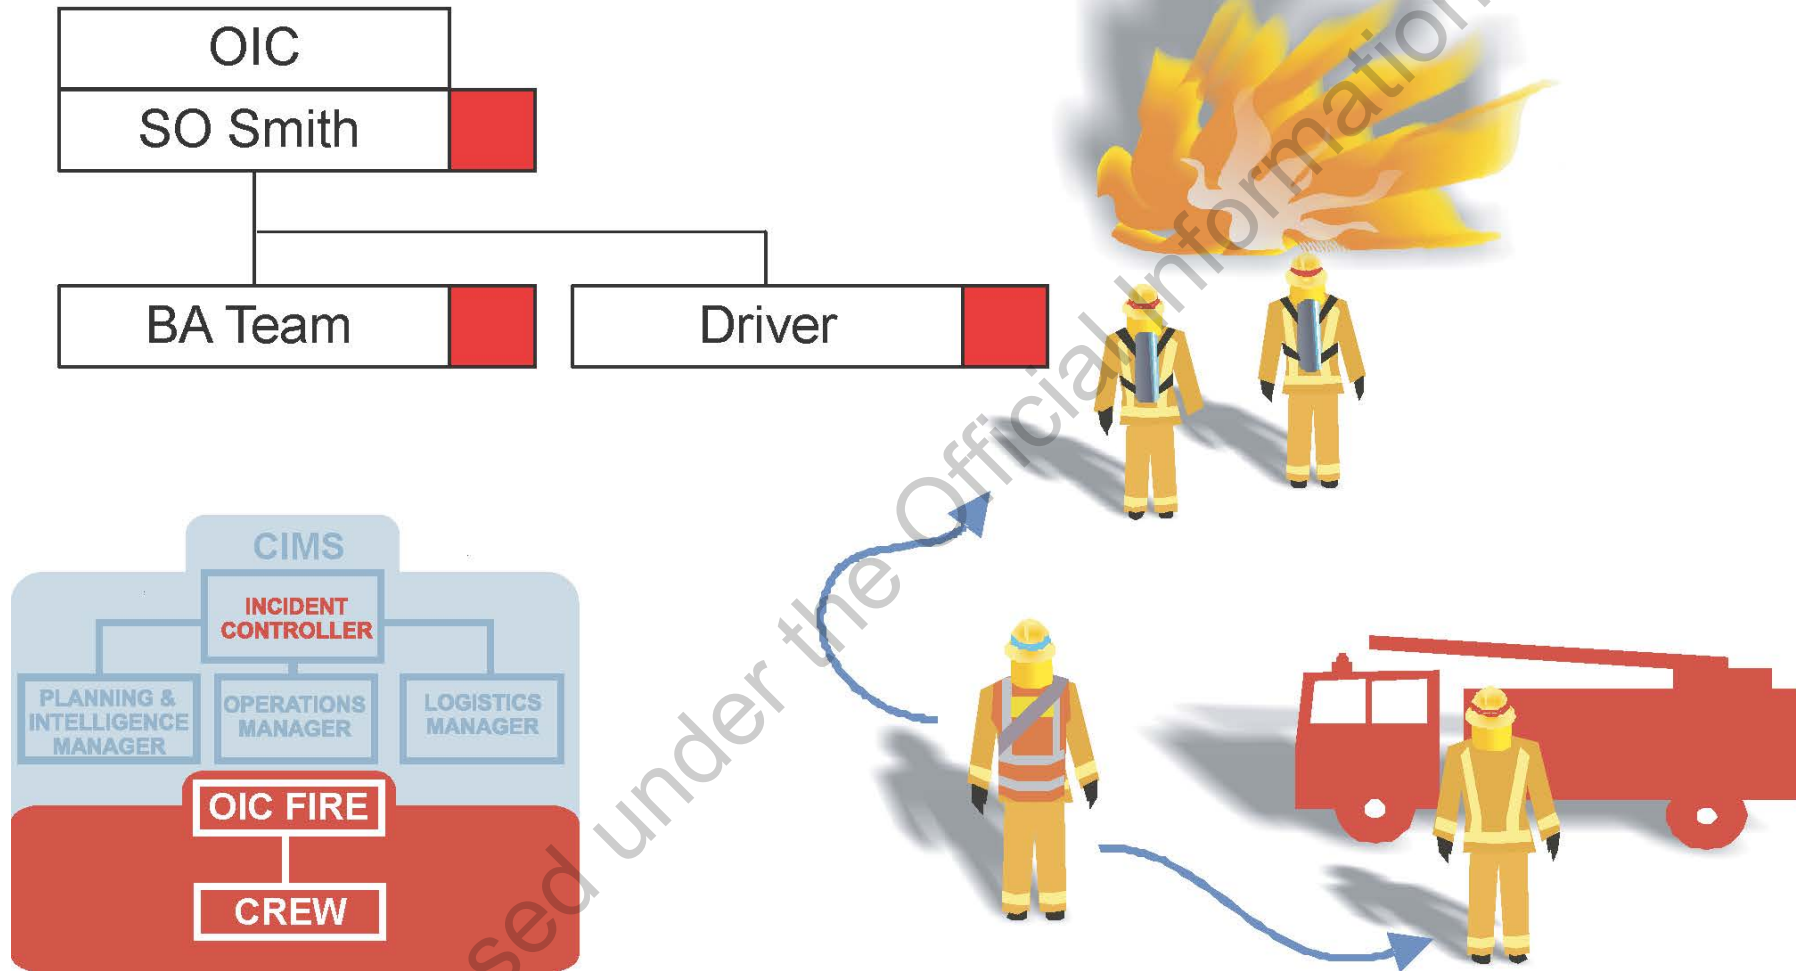 OIC
SO Smith
BA Team
Driver
CIMS
INCIDENT
CONTROLLER
PLANNING &
INTELLIGENCE
MANAGER
OPERATIONS
MANAGER
LOGISTICS
MANAGER
OIC FIRE
CREW
sed under the Official Information